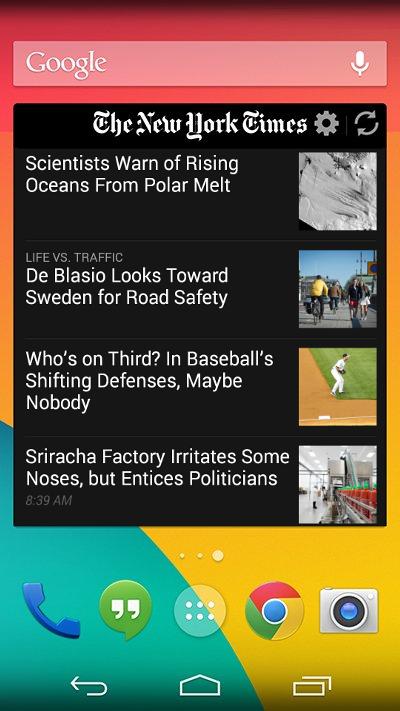 Google
The New York Times
Scientists Warn of Rising
Oceans From Polar Melt
LIFE VS. TRAFFIC
De Blasio Looks Toward
Sweden for Road Safety
Who's on Third? In Baseball's
Shifting Defenses, Maybe
Nobody
Sriracha Factory Irritates Some
Noses, but Entices Politicians
8:39 AM